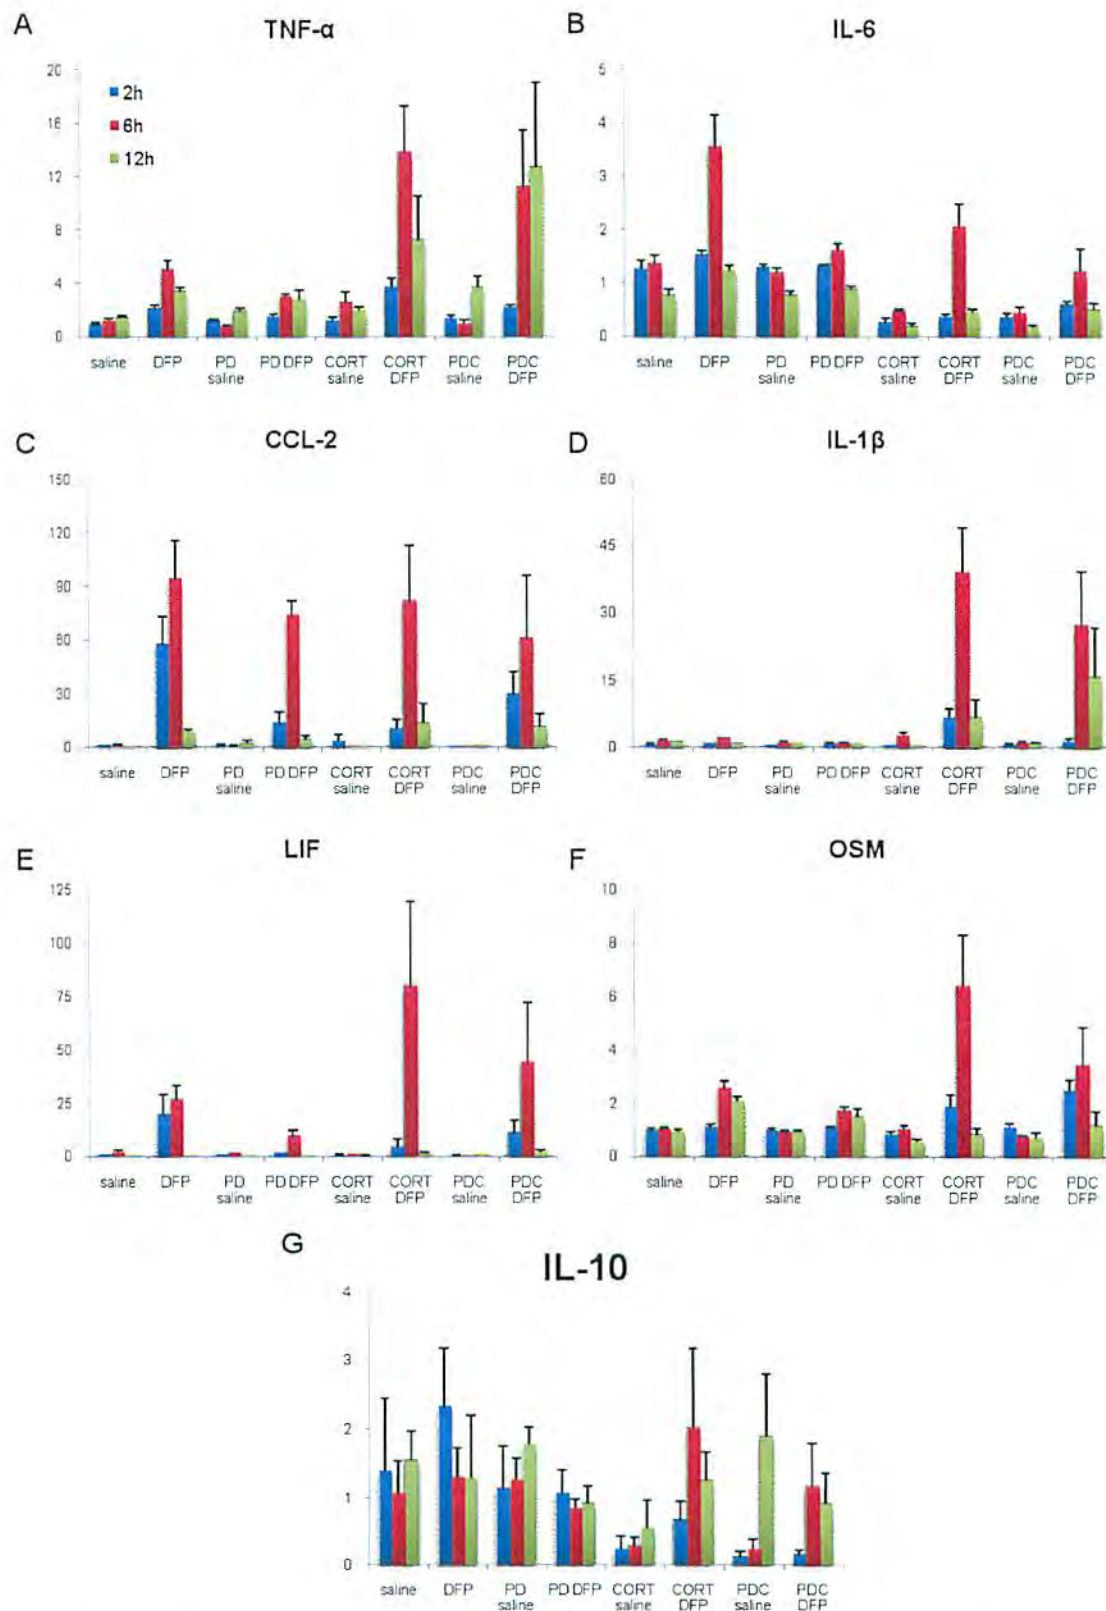 A
TNF-α
20
16
12
8
4
0
2h
6h
12h
saline DFP PD saline PD DFP CORT saline CORT DFP PDC saline PDC DFP
B
IL-6
5
4
3
2
1
0
saline DFP PD saline PD DFP CORT saline CORT DFP PDC saline PDC DFP
C
CCL-2
150
120
90
60
30
0
saline DFP PD saline PD DFP CORT saline CORT DFP PDC saline PDC DFP
D
IL-1β
60
45
30
15
0
saline DFP PD saline PD DFP CORT saline CORT DFP PDC saline PDC DFP
E
LIF
125
100
75
50
25
0
saline DFP PD saline PD DFP CORT saline CORT DFP PDC saline PDC DFP
F
OSM
10
8
6
4
2
0
saline DFP PD saline PD DFP CORT saline CORT DFP PDC saline PDC DFP
G
IL-10
4
3
2
1
0
saline DFP PD saline PD DFP CORT saline CORT DFP PDC saline PDC DFP